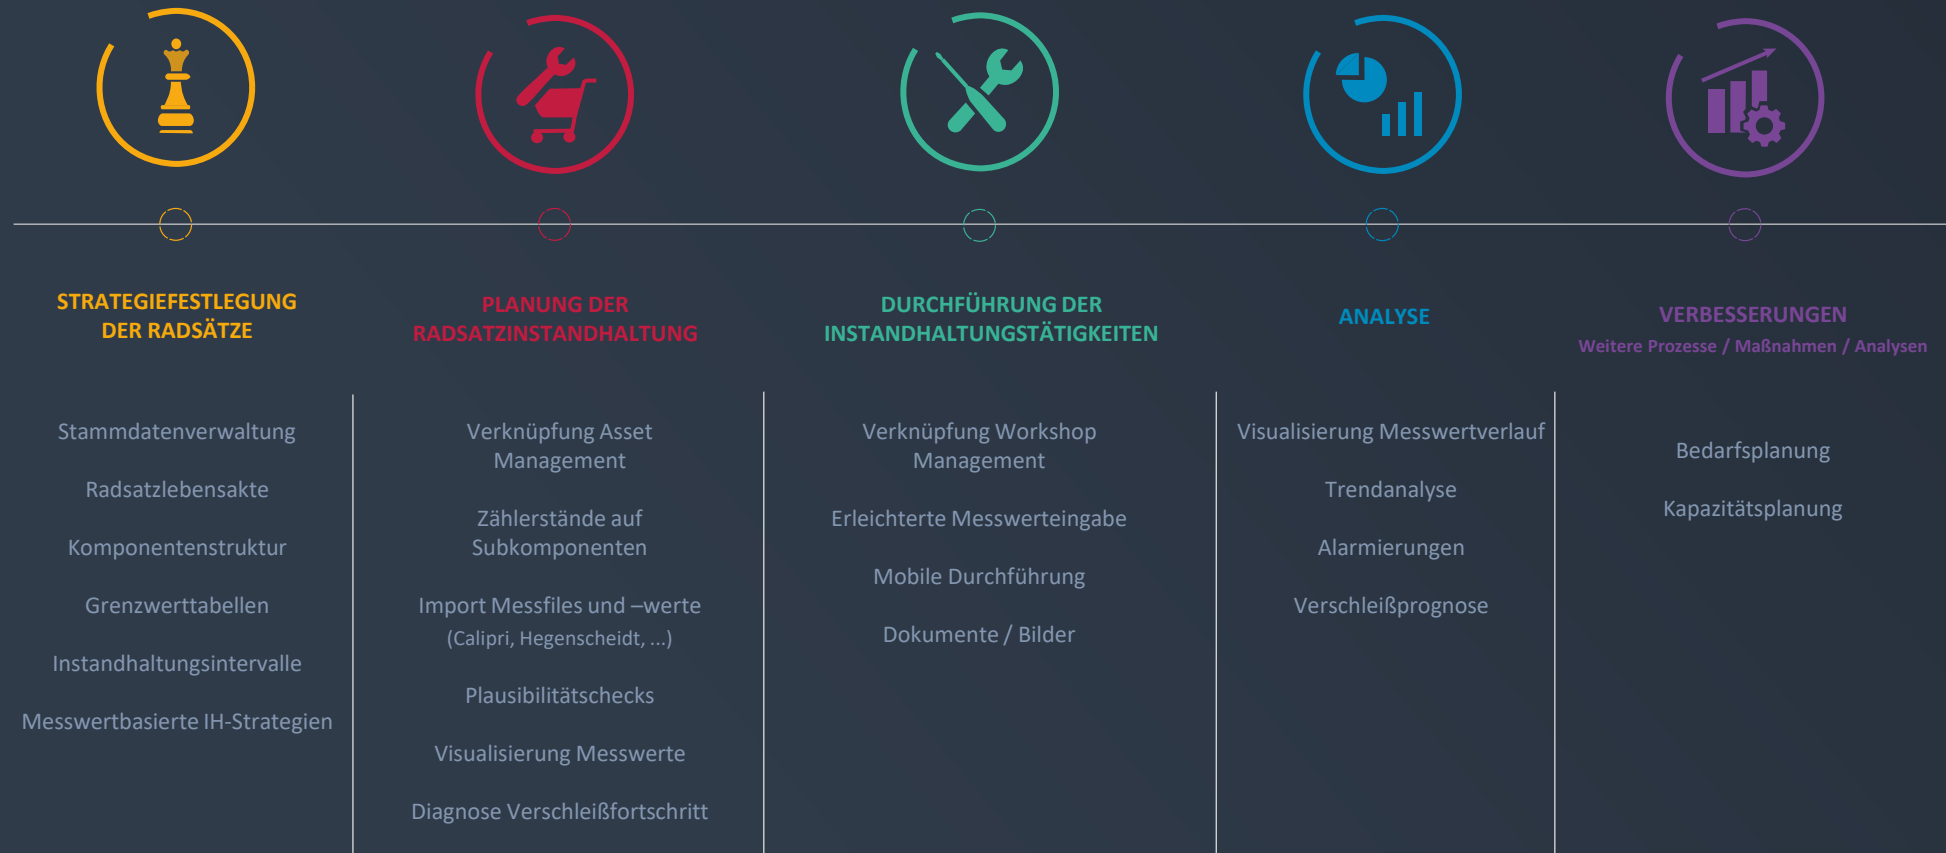 STRATEGIEFESTLEGUNG
DER RADSÄTZE
Stammdatenverwaltung
Radsatzlebensakte
Komponentenstruktur
Grenzwerttabellen
Instandhaltungsintervalle
Messwertbasierte IH-Strategien
PLANUNG DER
RADSATZINSTANDHALTUNG
Verknüpfung Asset
Management
Zählerstände auf
Subkomponenten
Import Messfiles und –werte
(Calipri, Hegenscheidt, ...)
Plausibilitätschecks
Visualisierung Messwerte
Diagnose Verschleißfortschritt
DURCHFÜHRUNG DER
INSTANDHALTUNGSTÄTIGKEITEN
Verknüpfung Workshop
Management
Erleichterte Messwerteingabe
Mobile Durchführung
Dokumente / Bilder
ANALYSE
Visualisierung Messwertverlauf
Trendanalyse
Alarmierungen
Verschleißprognose
VERBESSERUNGEN
Weitere Prozesse / Maßnahmen / Analysen
Bedarfsplanung
Kapazitätsplanung